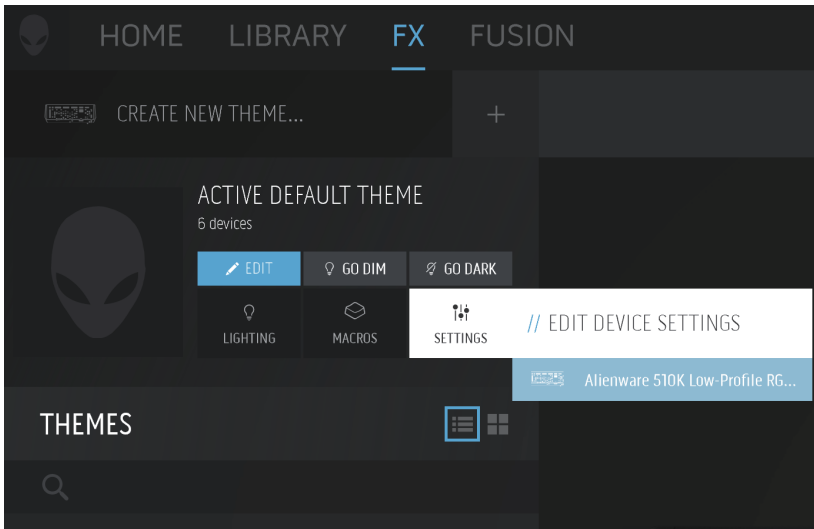 HOME LIBRARY FX FUSION
CREATE NEW THEME... +
ACTIVE DEFAULT THEME
6 devices
EDIT GO DIM GO DARK
LIGHTING MACROS SETTINGS
// EDIT DEVICE SETTINGS
Alienware 510K Low-Profile RG...
THEMES